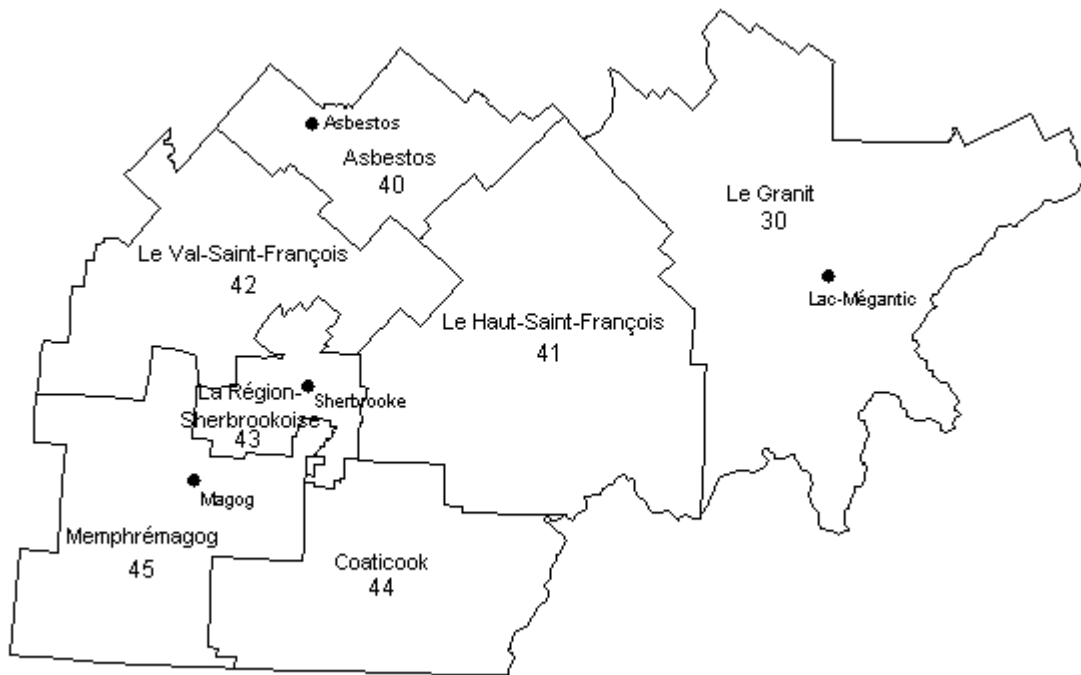 Asbestos
Asbestos
40
Le Granit
30
Le Val-Saint-François
42
Lac-Mégantic
Le Haut-Saint-François
41
La Région-
Sherbrooke
Sherbrookoise
43
Magog
Memphrémagog
45
Coaticook
44